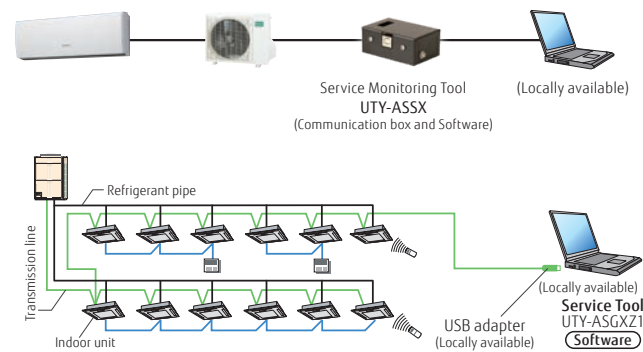 Service Monitoring Tool
UTY-ASSX
(Communication box and Software)
(Locally available)
Refrigerant pipe
Transmission line
Indoor unit
USB adapter
(Locally available)
(Locally available)
Service Tool
UTY-ASGXZ1
Software